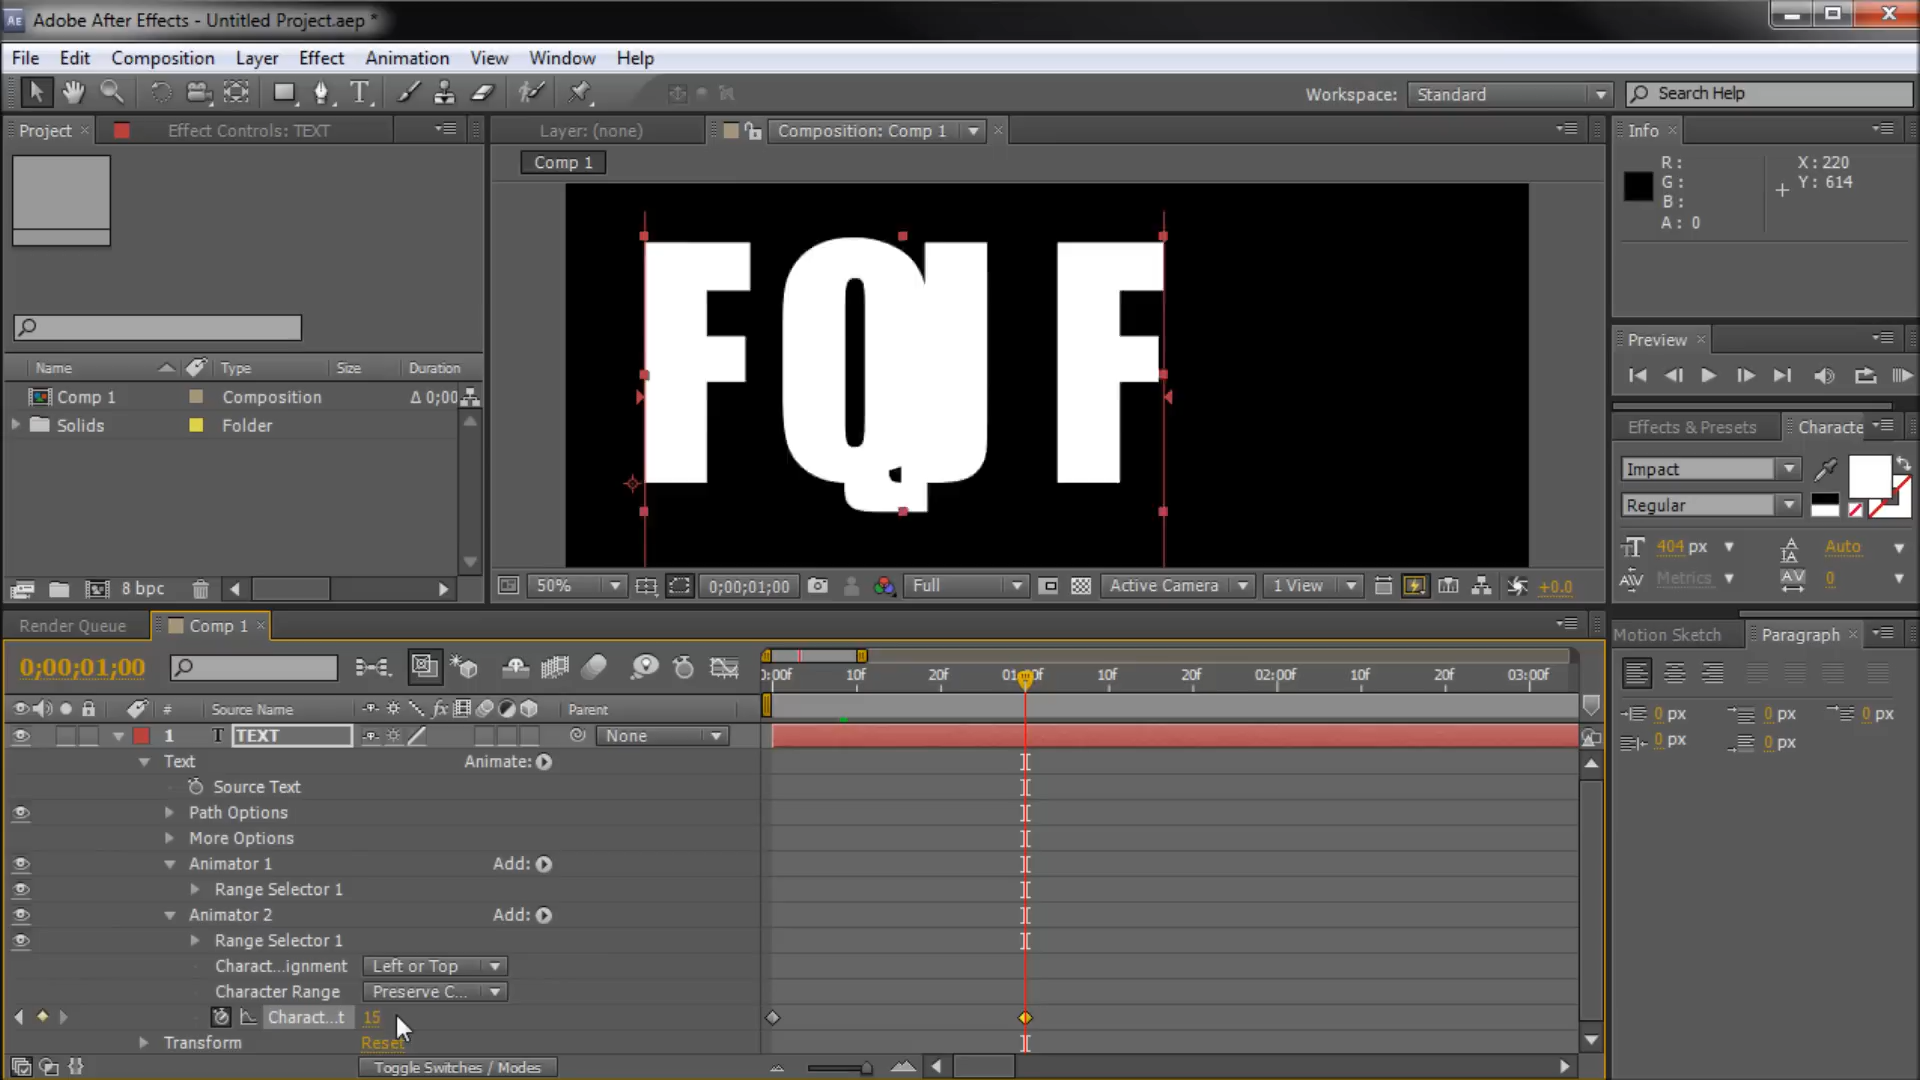 AE Adobe After Effects - Untitled Project.aep *
File Edit Composition Layer Effect Animation View Window Help
Workspace: Standard Search Help
Project Effect Controls: TEXT Layer: (none) Composition: Comp 1 Info
Comp 1
R: X: 220
G: Y: 614
B:
A: 0
FQUF
Preview
Name Type Size Duration
Comp 1 Composition Δ 0;00
Solids Folder
Effects & Presets Characte
Impact
Regular
404 px Auto
Metrics 0
8 bpc 50% 0;00;01;00 Full Active Camera 1 View +0.0
Render Queue Comp 1 Motion Sketch Paragraph
0;00;01;00
0:00f 10f 20f 01:00f 10f 20f 02:00f 10f 20f 03:00f
# Source Name Parent
0 px 0 px 0 px
0 px 0 px
1 T TEXT None
Text Animate:
Source Text
Path Options
More Options
Animator 1 Add:
Range Selector 1
Animator 2 Add:
Range Selector 1
Charact...ignment Left or Top
Character Range Preserve C...
Charact...t 15
Transform Reset
Toggle Switches / Modes